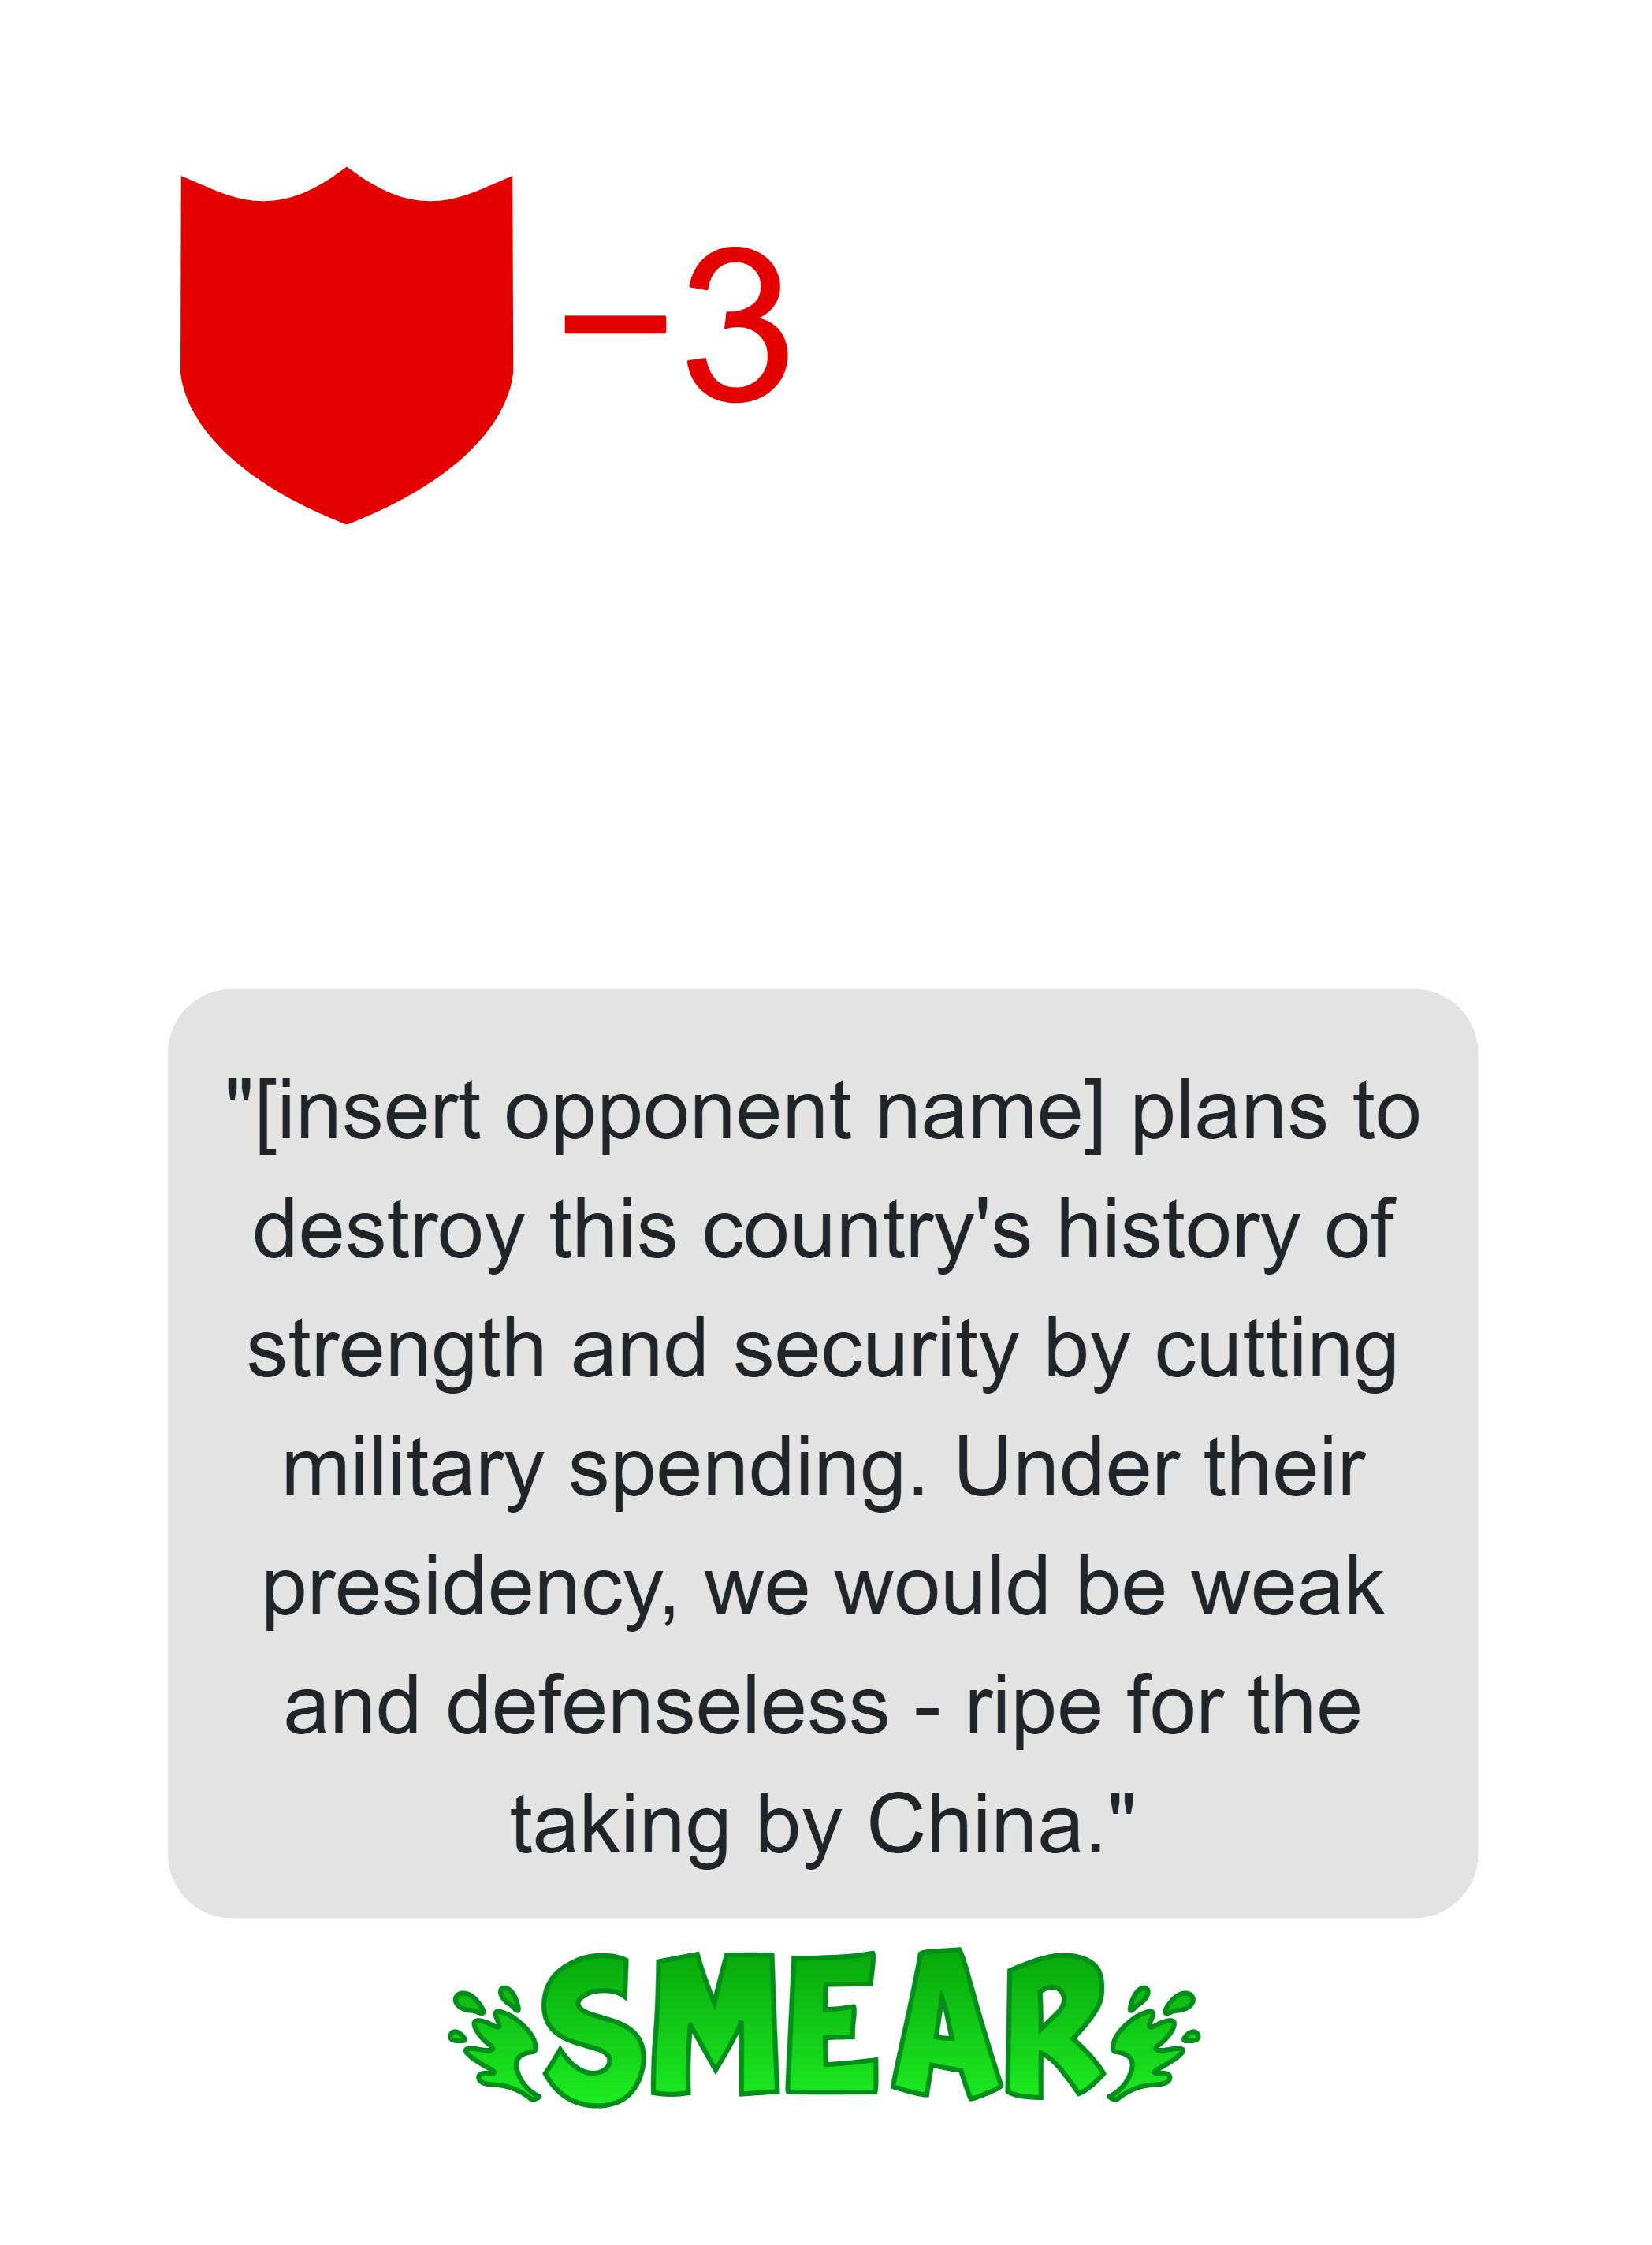 –3
"[insert opponent name] plans to
destroy this country's history of
strength and security by cutting
military spending. Under their
presidency, we would be weak
and defenseless - ripe for the
taking by China."
SMEAR